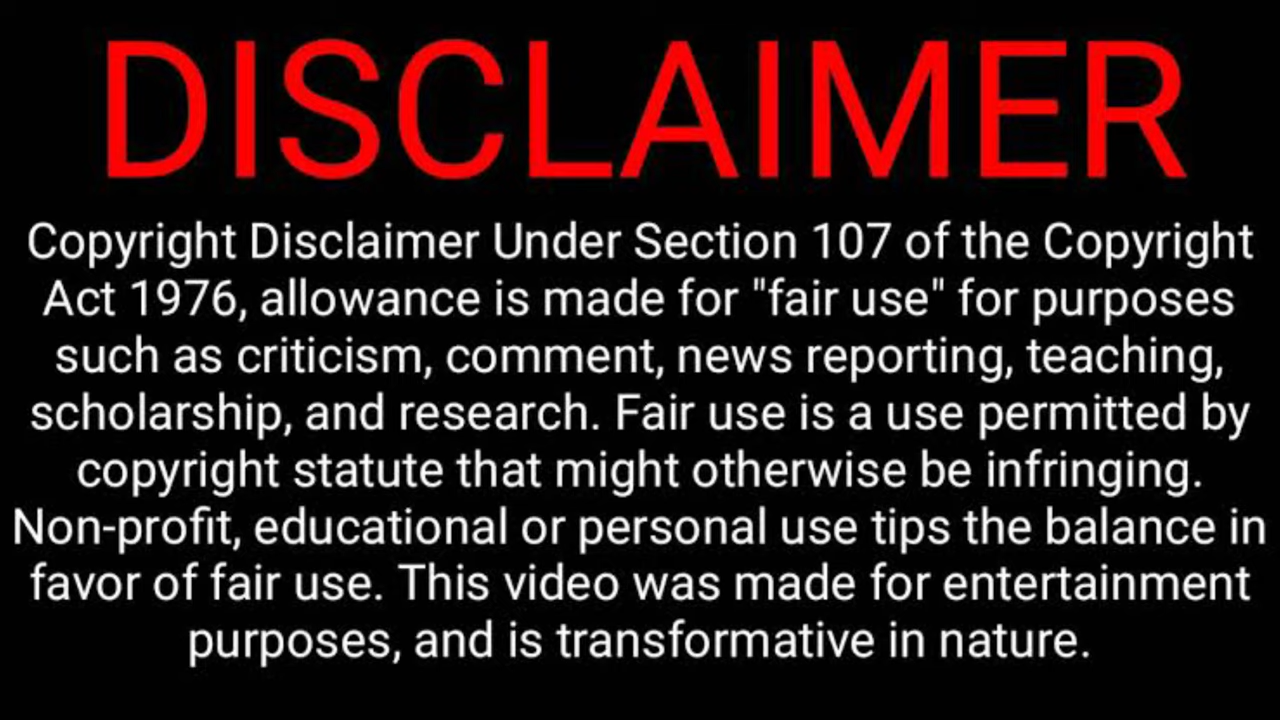 DISCLAIMER
Copyright Disclaimer Under Section 107 of the Copyright
Act 1976, allowance is made for "fair use" for purposes
such as criticism, comment, news reporting, teaching,
scholarship, and research. Fair use is a use permitted by
copyright statute that might otherwise be infringing.
Non-profit, educational or personal use tips the balance in
favor of fair use. This video was made for entertainment
purposes, and is transformative in nature.